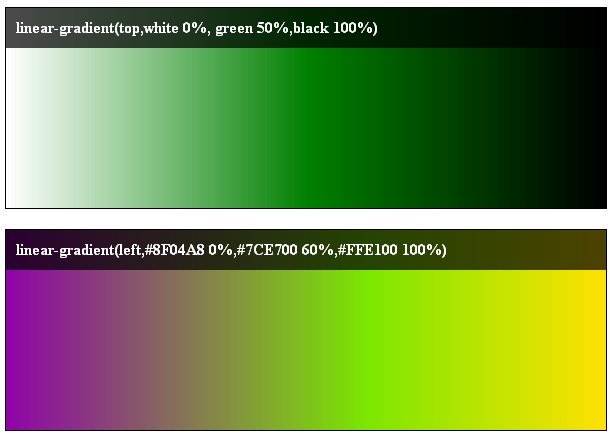 linear-gradient(top,white 0%, green 50%,black 100%)
linear-gradient(left,#8F04A8 0%,#7CE700 60%,#FFE100 100%)